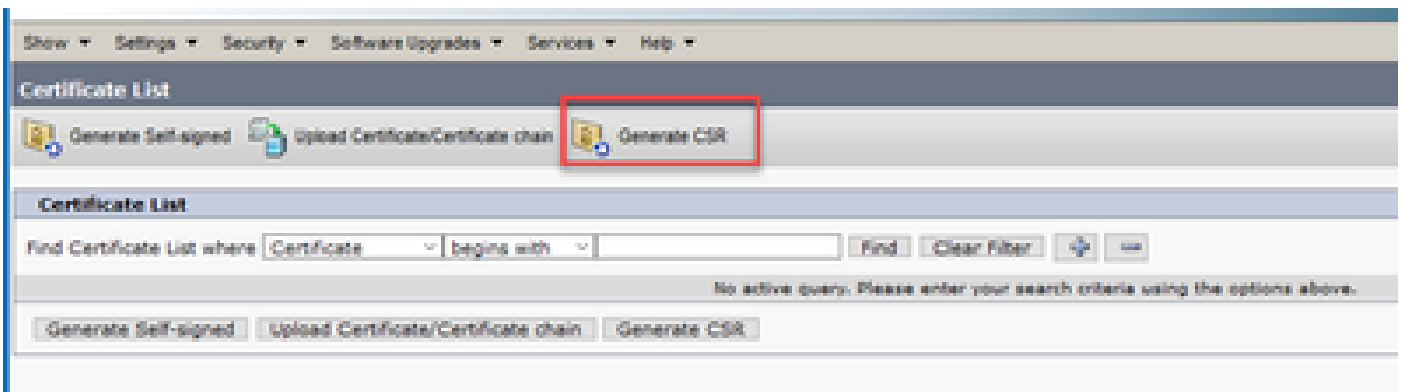 Show Settings Security Software Upgrades Services Help
Certificate List
Generate Self-signed Upload Certificate/Certificate chain Generate CSR
Certificate List
Find Certificate List where Certificate begins with Find Clear Filter
No active query. Please enter your search criteria using the options above.
Generate Self-signed Upload Certificate/Certificate chain Generate CSR